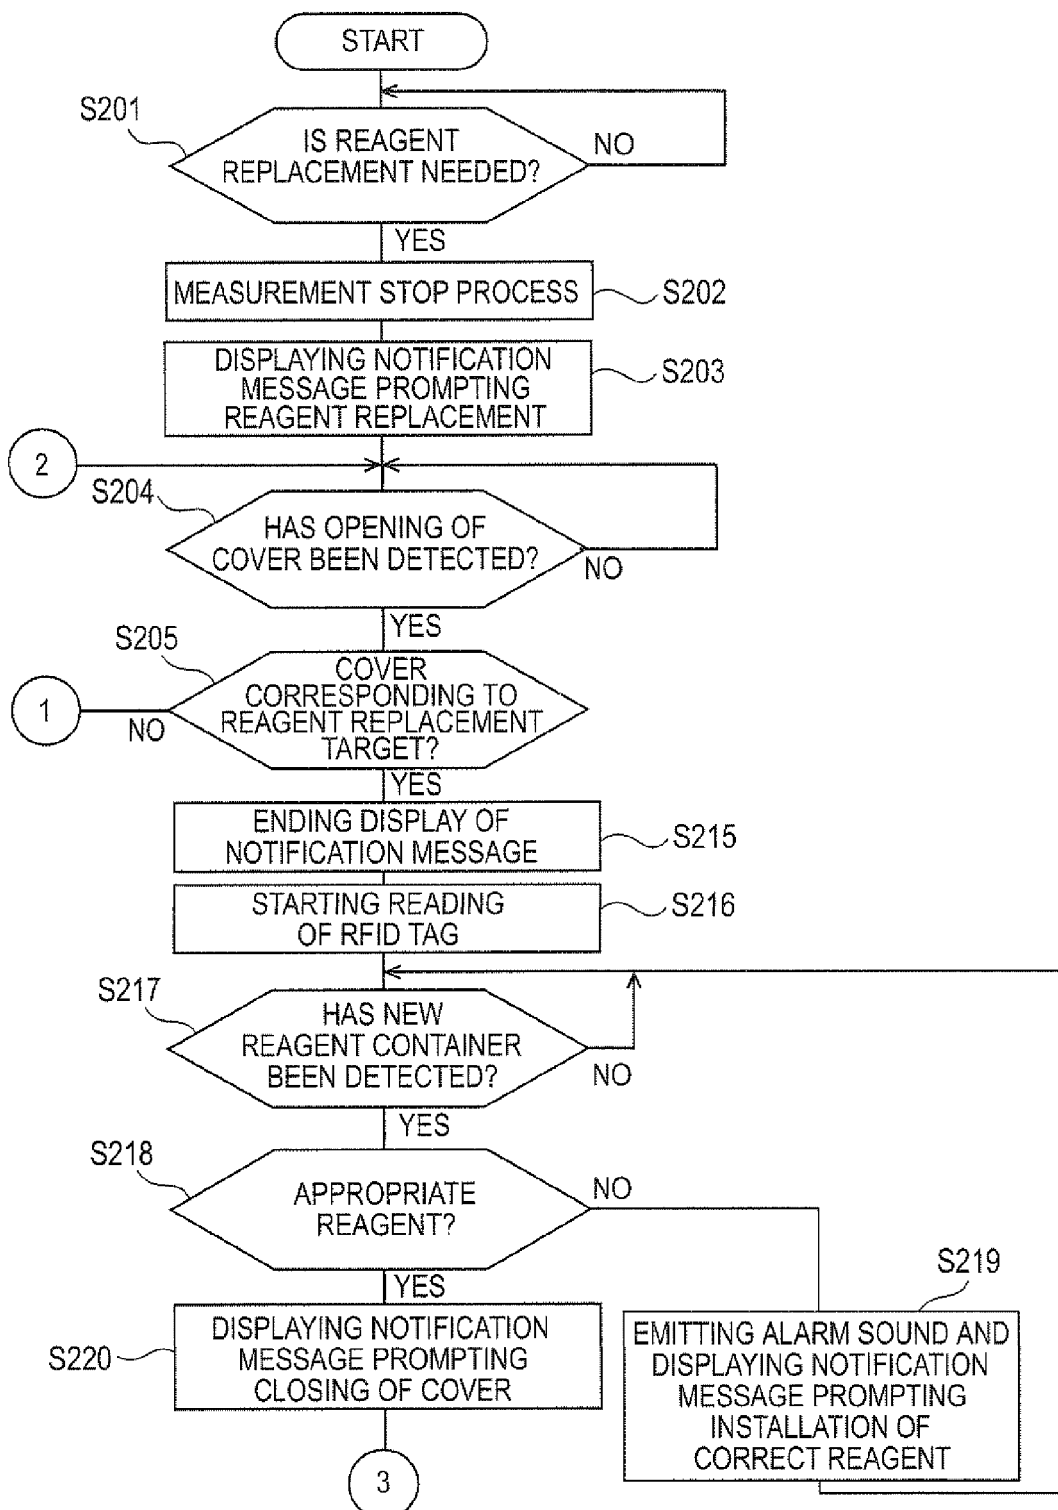 START
S201
IS REAGENT
REPLACEMENT NEEDED?
NO
YES
MEASUREMENT STOP PROCESS
S202
DISPLAYING NOTIFICATION
MESSAGE PROMPTING
REAGENT REPLACEMENT
S203
2
S204
HAS OPENING OF
COVER BEEN DETECTED?
NO
YES
S205
COVER
CORRESPONDING TO
REAGENT REPLACEMENT
TARGET?
1
NO
YES
ENDING DISPLAY OF
NOTIFICATION MESSAGE
S215
STARTING READING
OF RFID TAG
S216
S217
HAS NEW
REAGENT CONTAINER
BEEN DETECTED?
NO
YES
S218
APPROPRIATE
REAGENT?
NO
YES
S219
EMITTING ALARM SOUND AND
DISPLAYING NOTIFICATION
MESSAGE PROMPTING
INSTALLATION OF
CORRECT REAGENT
S220
DISPLAYING NOTIFICATION
MESSAGE PROMPTING
CLOSING OF COVER
3